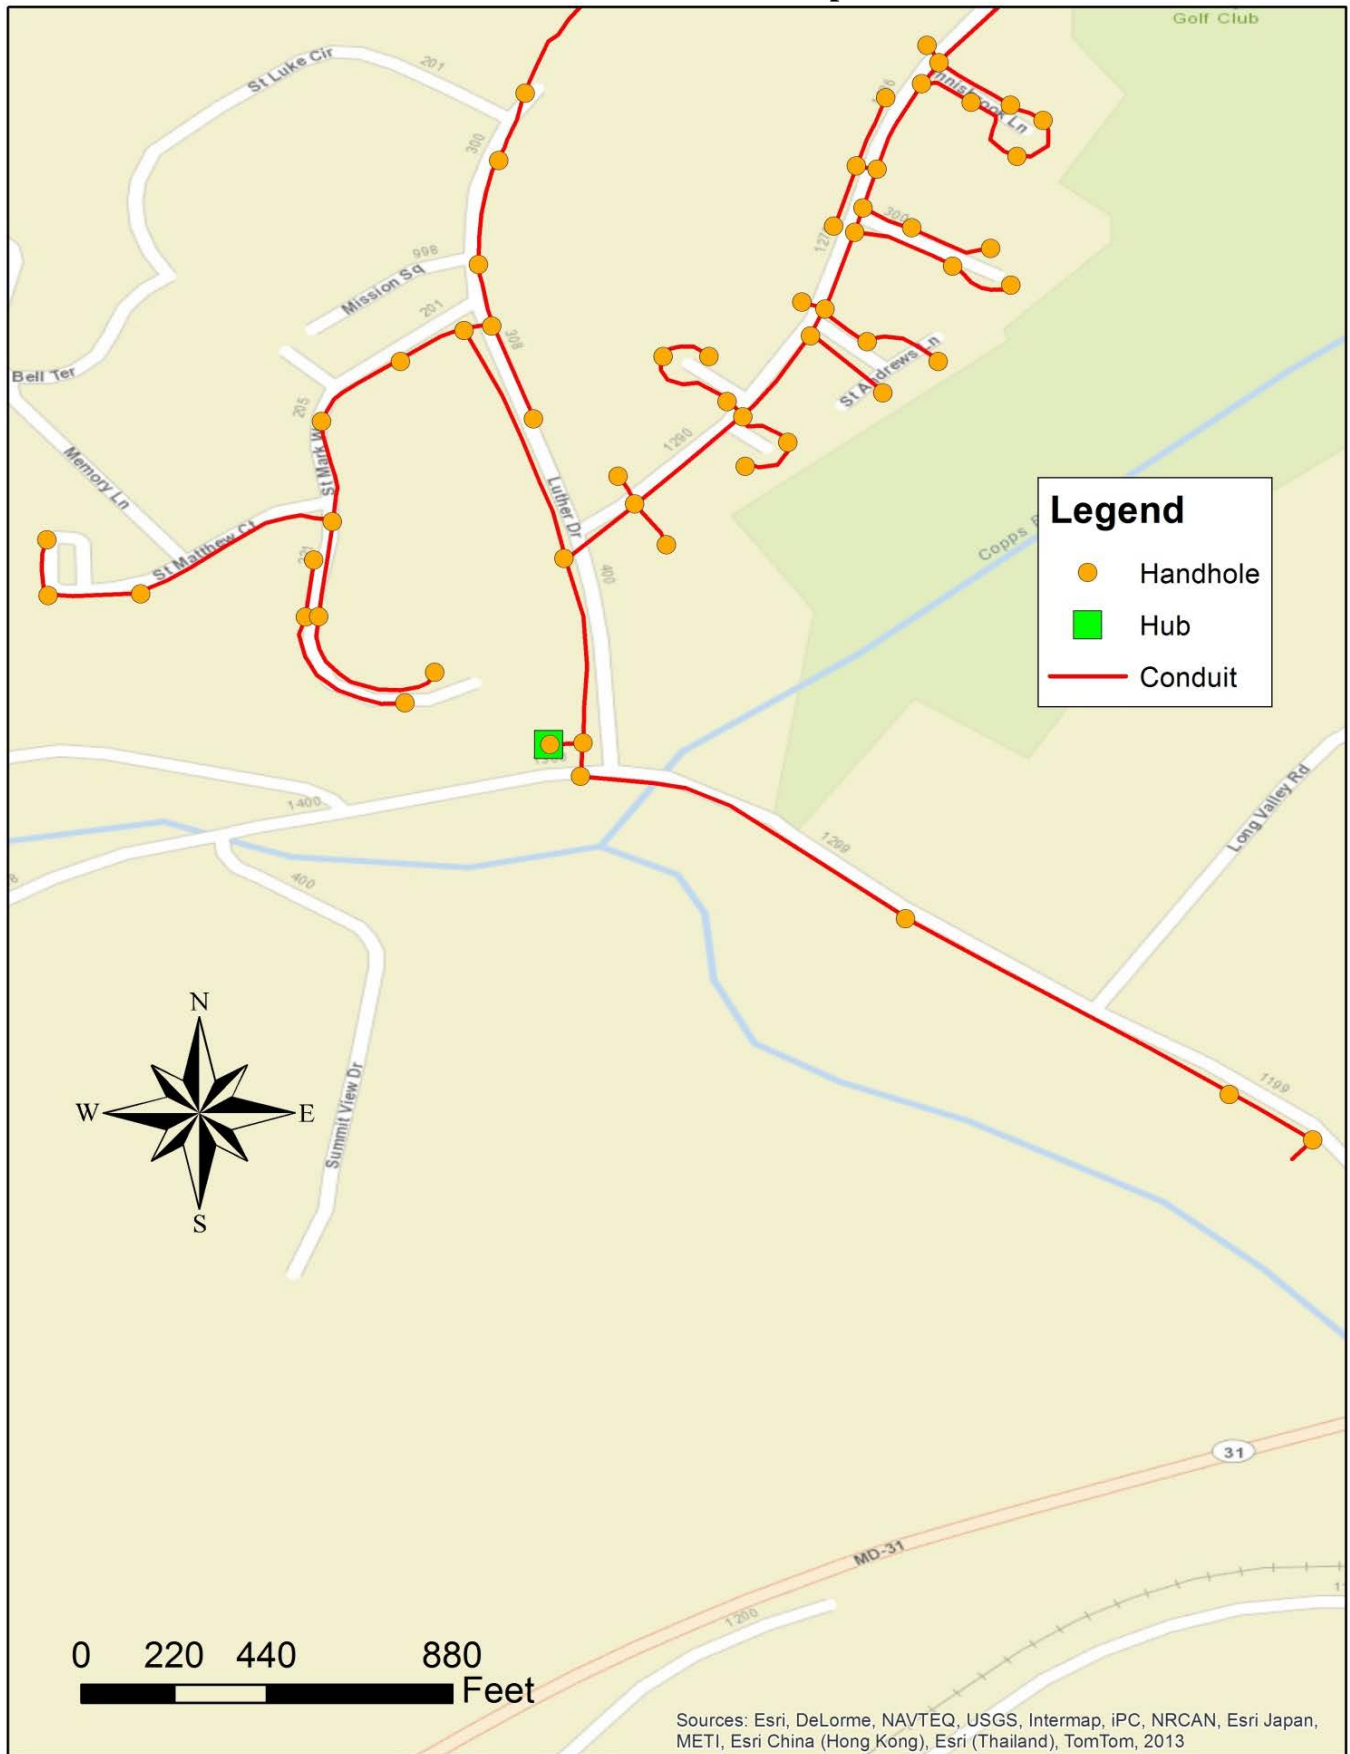 Golf Club
St Luke Cir
201
300
Ln
300
998
Mission Sq
201
308
Bell Ter
205
St Mark
St Andrews Ln
1290
Memory Ln
Luther Dr
St Matthew Ct
400
Copps
Legend
Handhole
Hub
Conduit
1400
1299
Long Valley Rd
400
N
W
E
S
Summit View Dr
1199
31
MD-31
1200
0 220 440 880
Feet
Sources: Esri, DeLorme, NAVTEQ, USGS, Intermap, iPC, NRCAN, Esri Japan,
METI, Esri China (Hong Kong), Esri (Thailand), TomTom, 2013